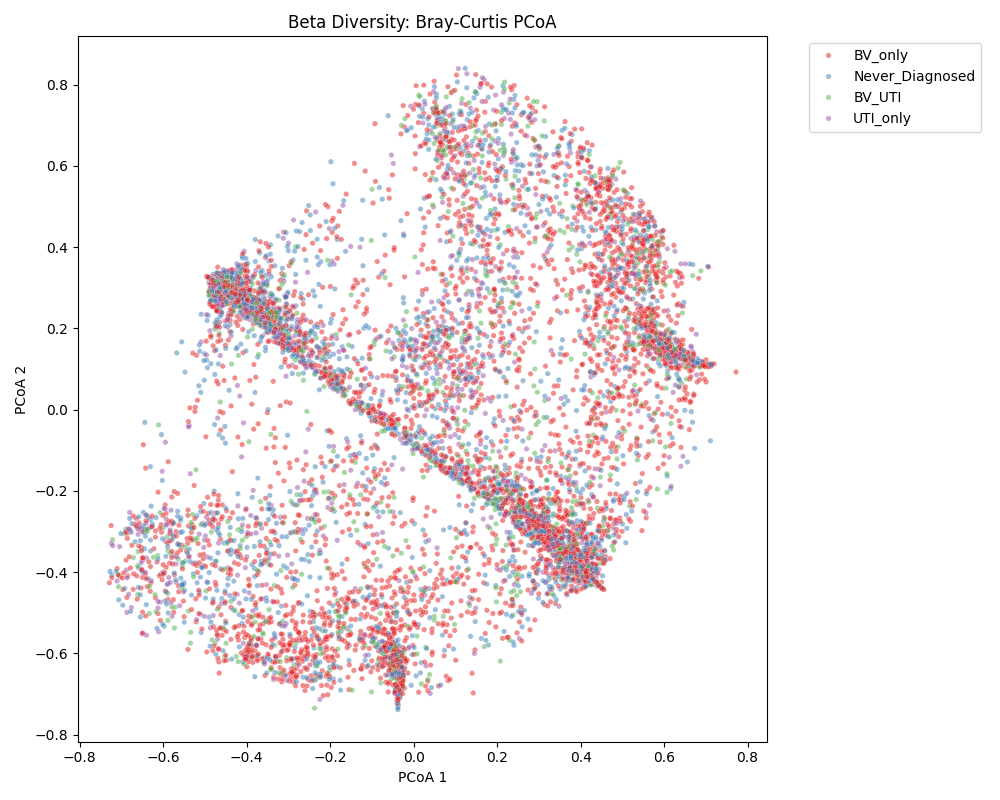 Beta Diversity: Bray-Curtis PCoA
BV_only
Never_Diagnosed
BV_UTI
UTI_only
PCoA 2
0.8
0.6
0.4
0.2
0.0
−0.2
−0.4
−0.6
−0.8
−0.8 −0.6 −0.4 −0.2 0.0 0.2 0.4 0.6 0.8
PCoA 1